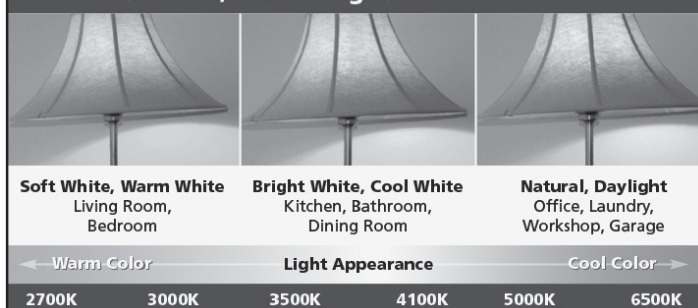 Soft White, Warm White
Living Room,
Bedroom
Bright White, Cool White
Kitchen, Bathroom,
Dining Room
Natural, Daylight
Office, Laundry,
Workshop, Garage
Warm Color
Light Appearance
Cool Color
2700K 3000K 3500K 4100K 5000K 6500K